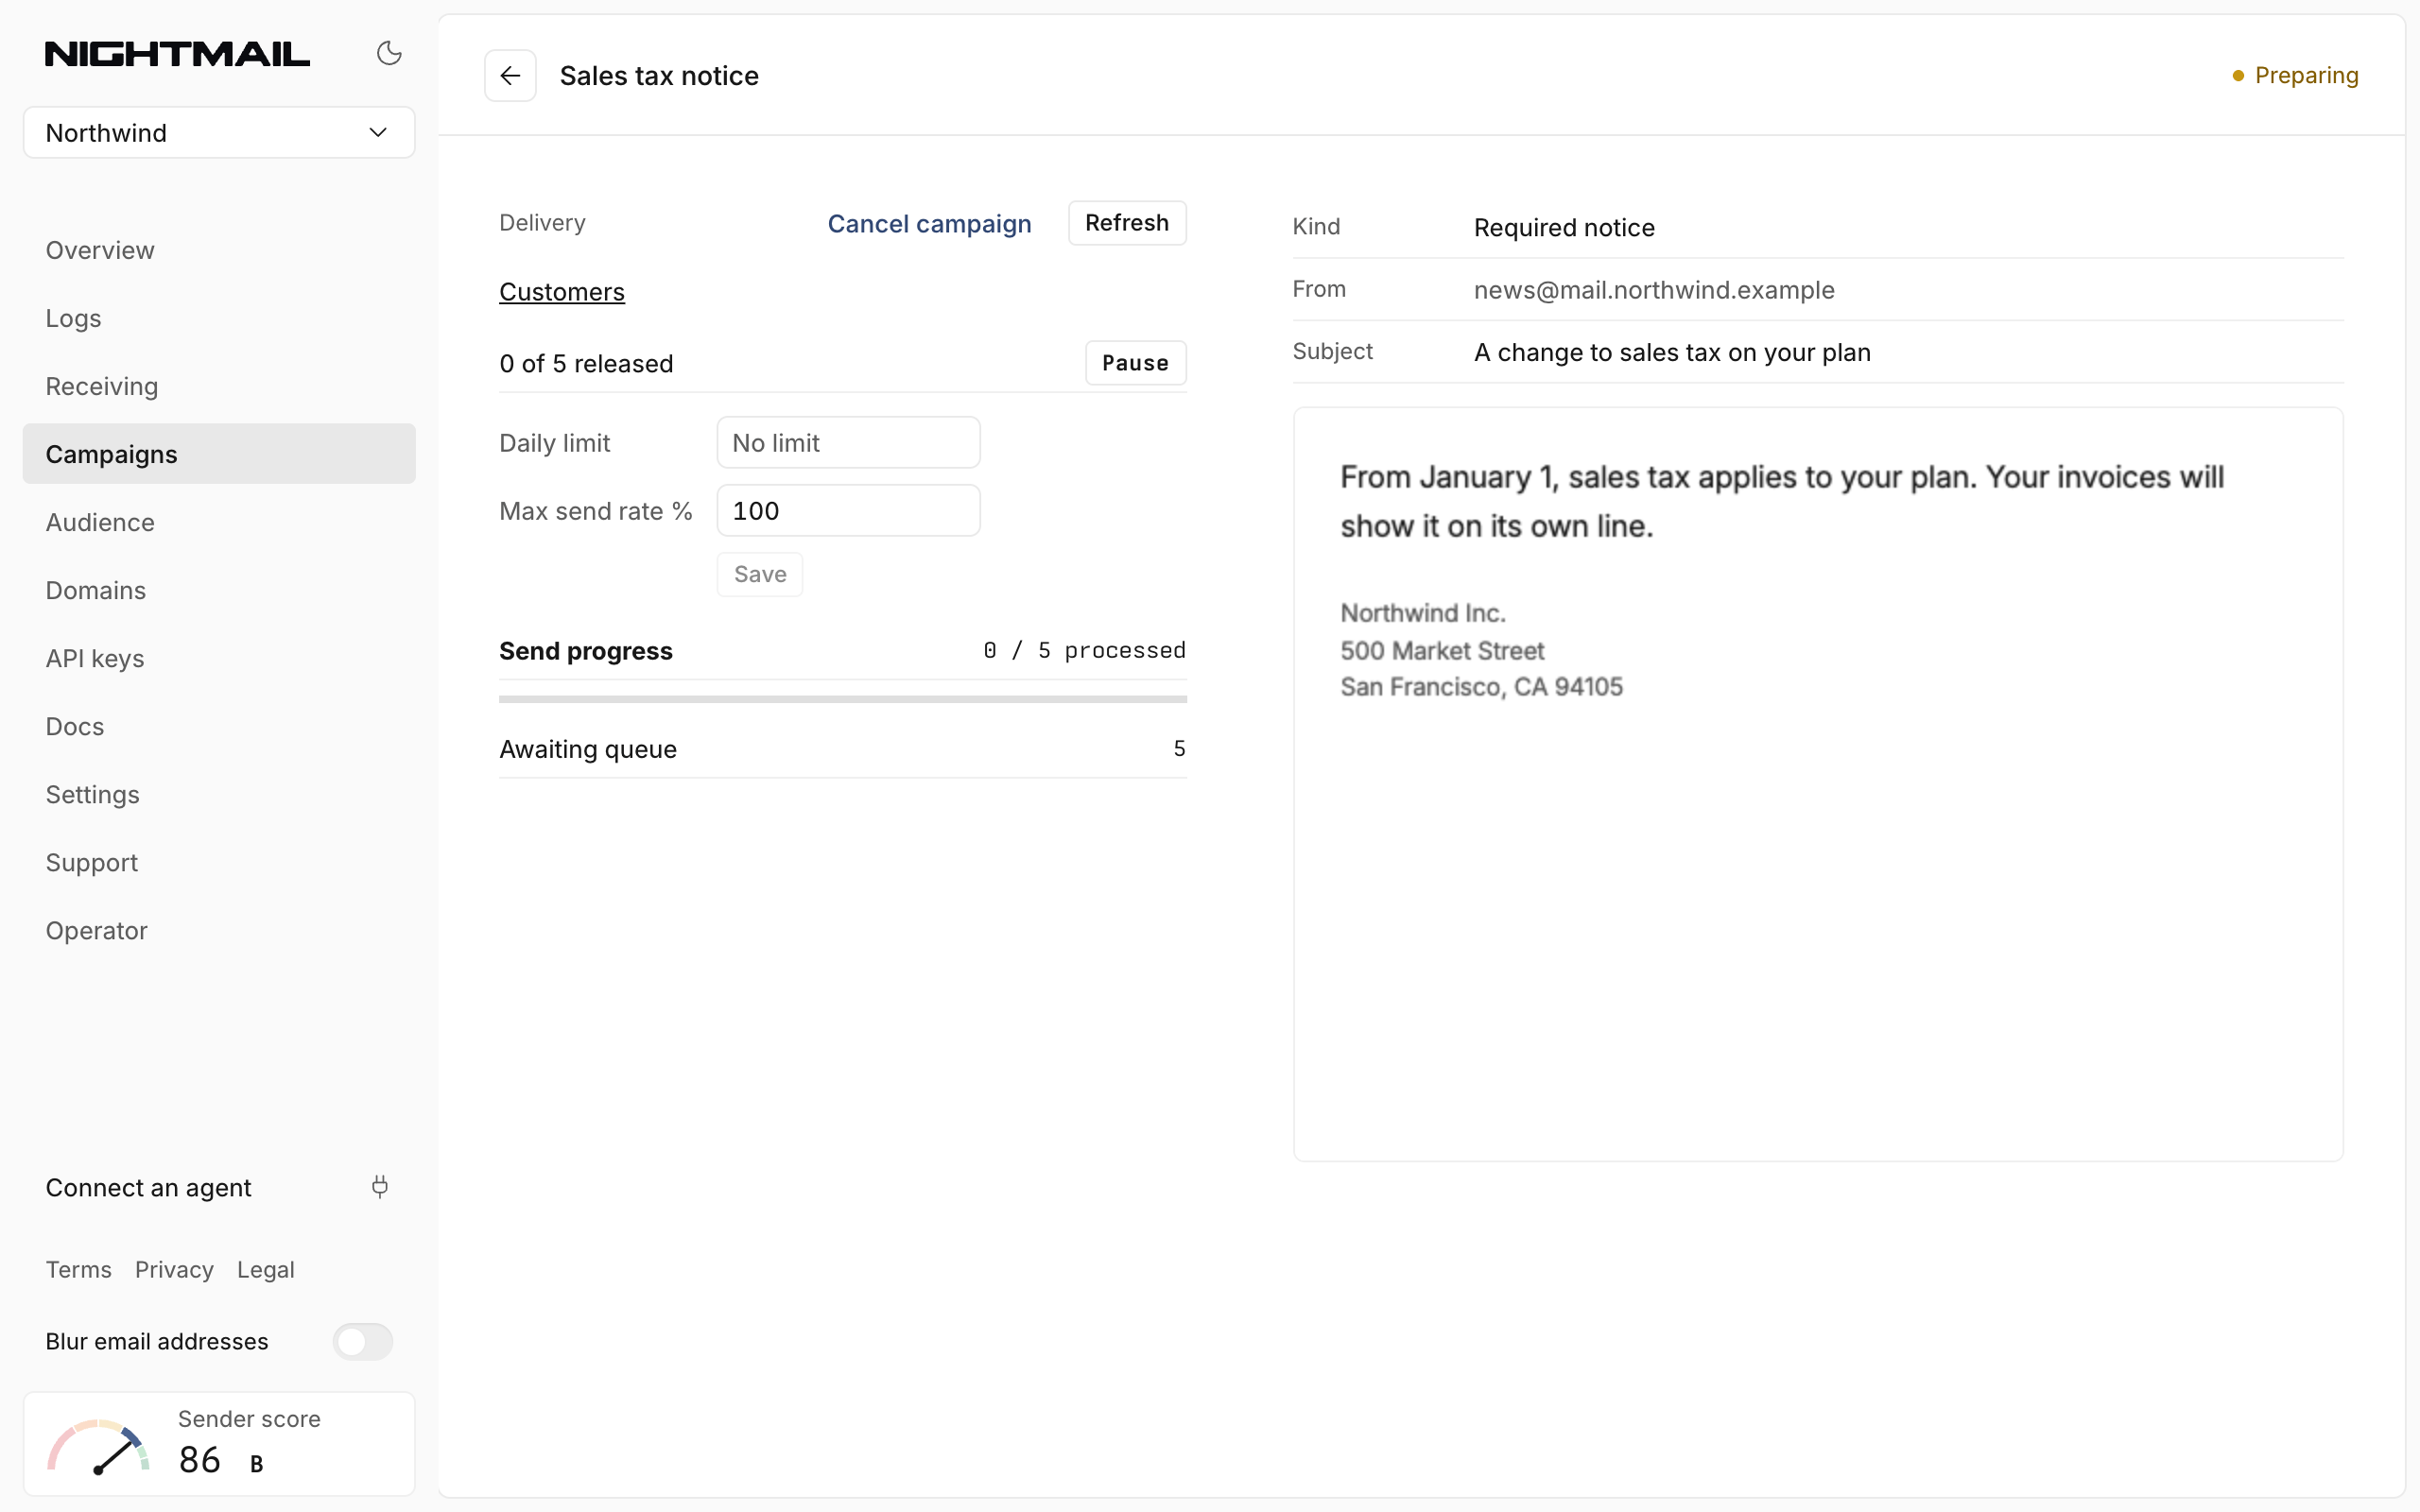 NIGHTMAIL
Northwind
Overview
Logs
Receiving
Campaigns
Audience
Domains
API keys
Docs
Settings
Support
Operator
Connect an agent
Terms Privacy Legal
Blur email addresses
Sender score
86 B
Sales tax notice
Preparing
Delivery
Cancel campaign
Refresh
Customers
0 of 5 released
Pause
Daily limit
No limit
Max send rate %
100
Save
Send progress
0 / 5 processed
Awaiting queue
5
Kind
Required notice
From
news@mail.northwind.example
Subject
A change to sales tax on your plan
From January 1, sales tax applies to your plan. Your invoices will
show it on its own line.
Northwind Inc.
500 Market Street
San Francisco, CA 94105